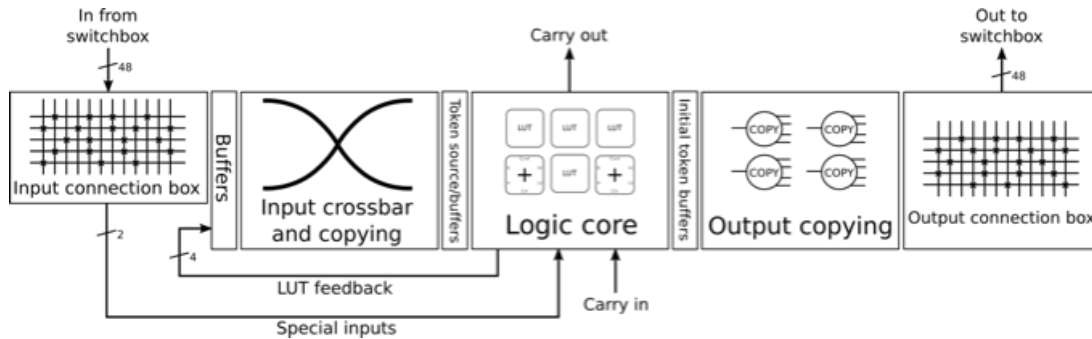 In from
switchbox
48
Input connection box
Buffers
Input crossbar
and copying
Token source/buffers
Carry out
LUT LUT LUT
+ LUT +
Logic core
Initial token buffers
COPY COPY
COPY COPY
Output copying
Out to
switchbox
48
Output connection box
2
4
LUT feedback
Carry in
Special inputs